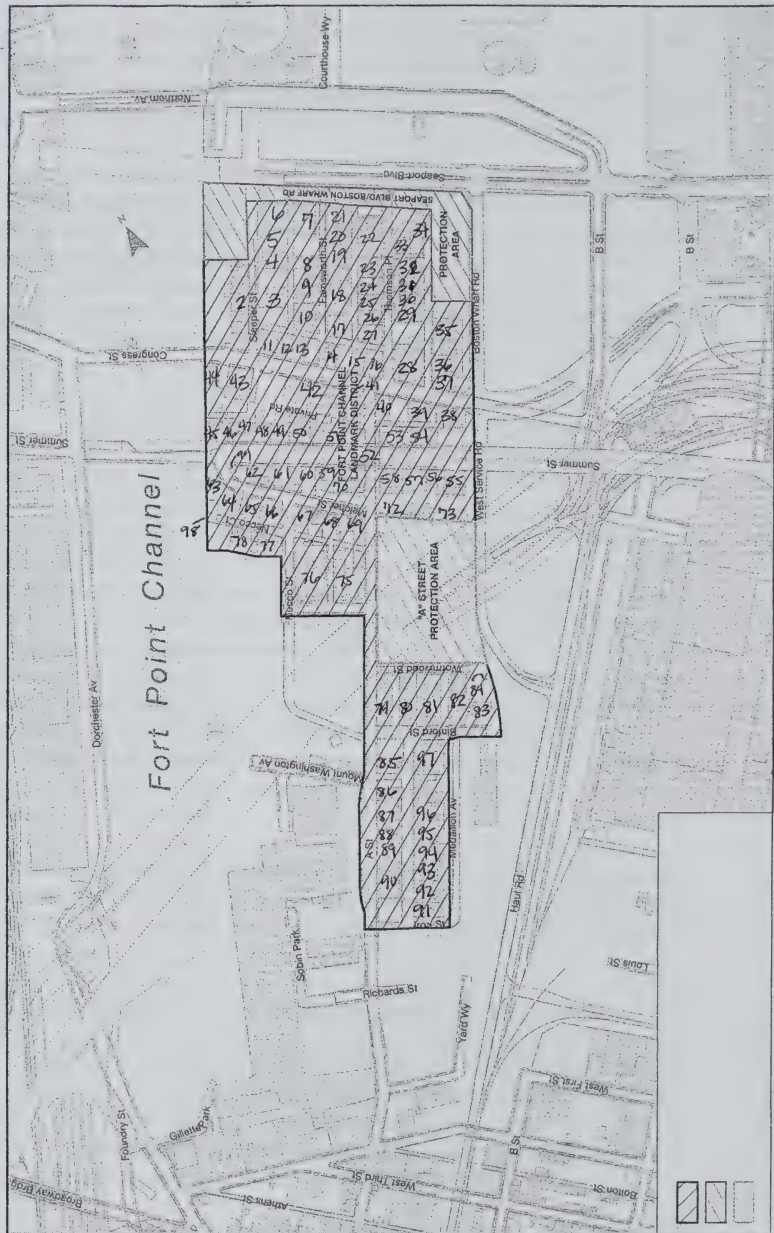 Courthouse Wy
Northern Av
Seaport Blvd
SEAPORT BLVD/BOSTON WHARF RD
PROTECTION
AREA
Boston Wharf Rd
B St
B St
Congress St
Sleeper St
Farnsworth St
Thomson Pl
Summer St
Private Rd
FORT POINT CHANNEL
LANDMARK DISTRICT
Summer St
West Service Rd
Melcher St
Necco Ct
Necco St
Fort Point Channel
Dorchester Av
"A" STREET
PROTECTION AREA
Wormwood St
Binford St
Mount Washington Av
A St
Medallion Av
Haul Rd
Sobin Park
Richards St
Yard Wy
Louis St
West First St
B St
Bolton St
West Third St
Athens St
Gillette Park
Foundry St
Broadway Brdg
6 7 21
5 20 22 34
4 8 19 33
2 3 9 18 23 32
10 24
25 30
17 26 29
27 35
11 12 13
14 15 16 28 36
44 43 42 41 37
40 39 38
46 47 48 49 50 51 53 54
52
62 61 60 59 58 57 56 55
63 64 65 66 67 68 69 70 72 73
98
78 77 76 75
79 80 81 82 84 83
85 97
86
87 96
88 95
89 94
90 93
92
91